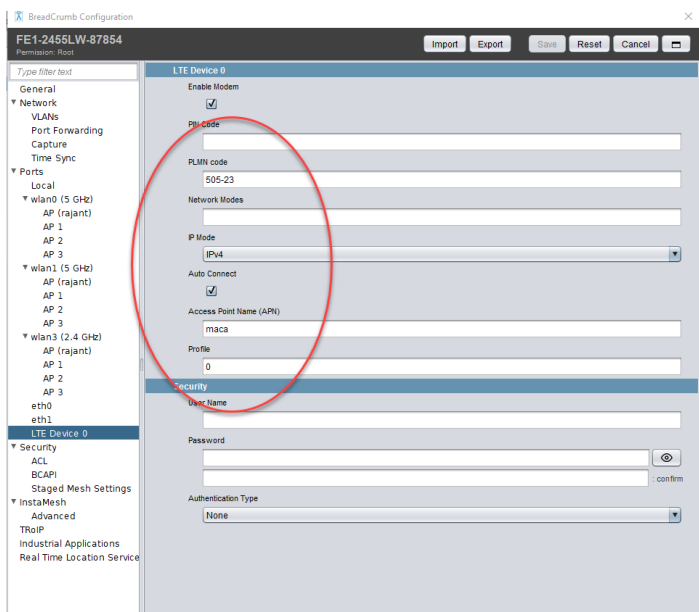 BreadCrumb Configuration
FE1-2455LW-87854
Permission: Root
Import Export Save Reset Cancel
Type filter text
General
Network
VLANs
Port Forwarding
Capture
Time Sync
Ports
Local
wlan0 (5 GHz)
AP (rajant)
AP 1
AP 2
AP 3
wlan1 (5 GHz)
AP (rajant)
AP 1
AP 2
AP 3
wlan3 (2.4 GHz)
AP (rajant)
AP 1
AP 2
AP 3
eth0
eth1
LTE Device 0
Security
ACL
BCAPI
Staged Mesh Settings
InstaMesh
Advanced
TRoIP
Industrial Applications
Real Time Location Service
LTE Device 0
Enable Modem
PIN Code
PLMN code
505-23
Network Modes
IP Mode
IPv4
Auto Connect
Access Point Name (APN)
maca
Profile
0
Security
User Name
Password
: confirm
Authentication Type
None